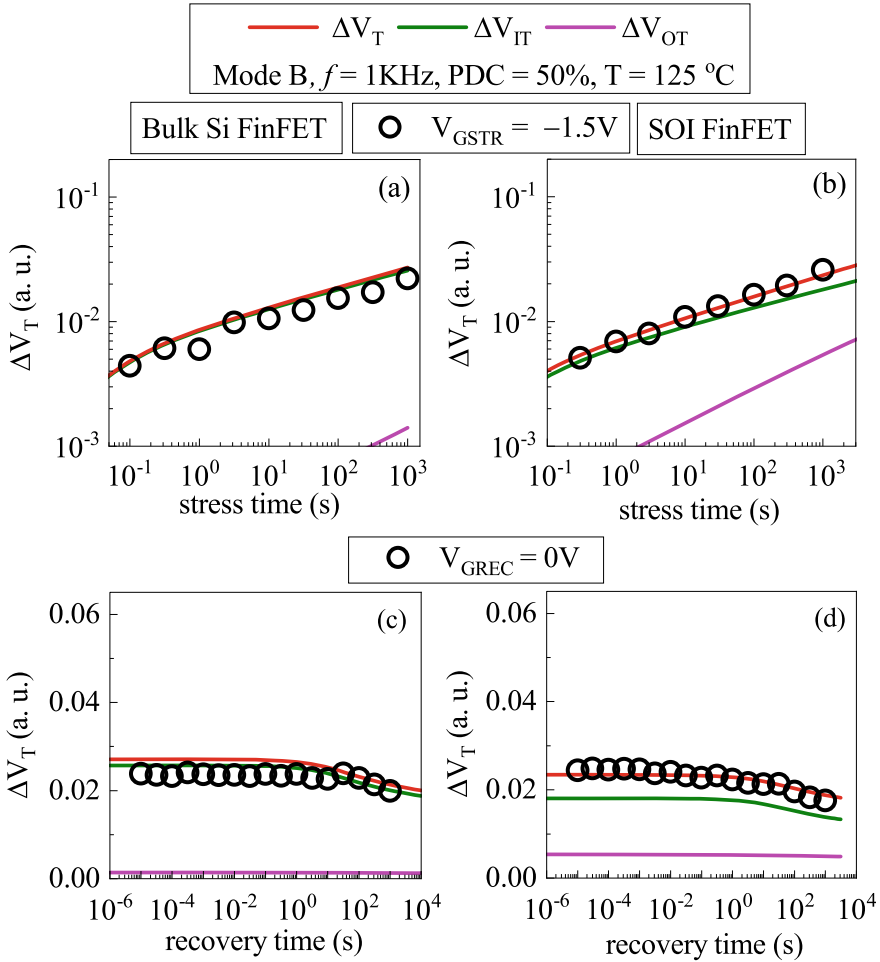 ΔV_T ΔV_IT ΔV_OT
Mode B, f = 1KHz, PDC = 50%, T = 125 °C
Bulk Si FinFET
V_GSTR = −1.5V
SOI FinFET
(a)
ΔV_T (a. u.)
10^-1
10^-2
10^-3
10^-1 10^0 10^1 10^2 10^3
stress time (s)
(b)
ΔV_T (a. u.)
10^-1
10^-2
10^-3
10^-1 10^0 10^1 10^2 10^3
stress time (s)
V_GREC = 0V
(c)
ΔV_T (a. u.)
0.06
0.04
0.02
0.00
10^-6 10^-4 10^-2 10^0 10^2 10^4
recovery time (s)
(d)
ΔV_T (a. u.)
0.06
0.04
0.02
0.00
10^-6 10^-4 10^-2 10^0 10^2 10^4
recovery time (s)